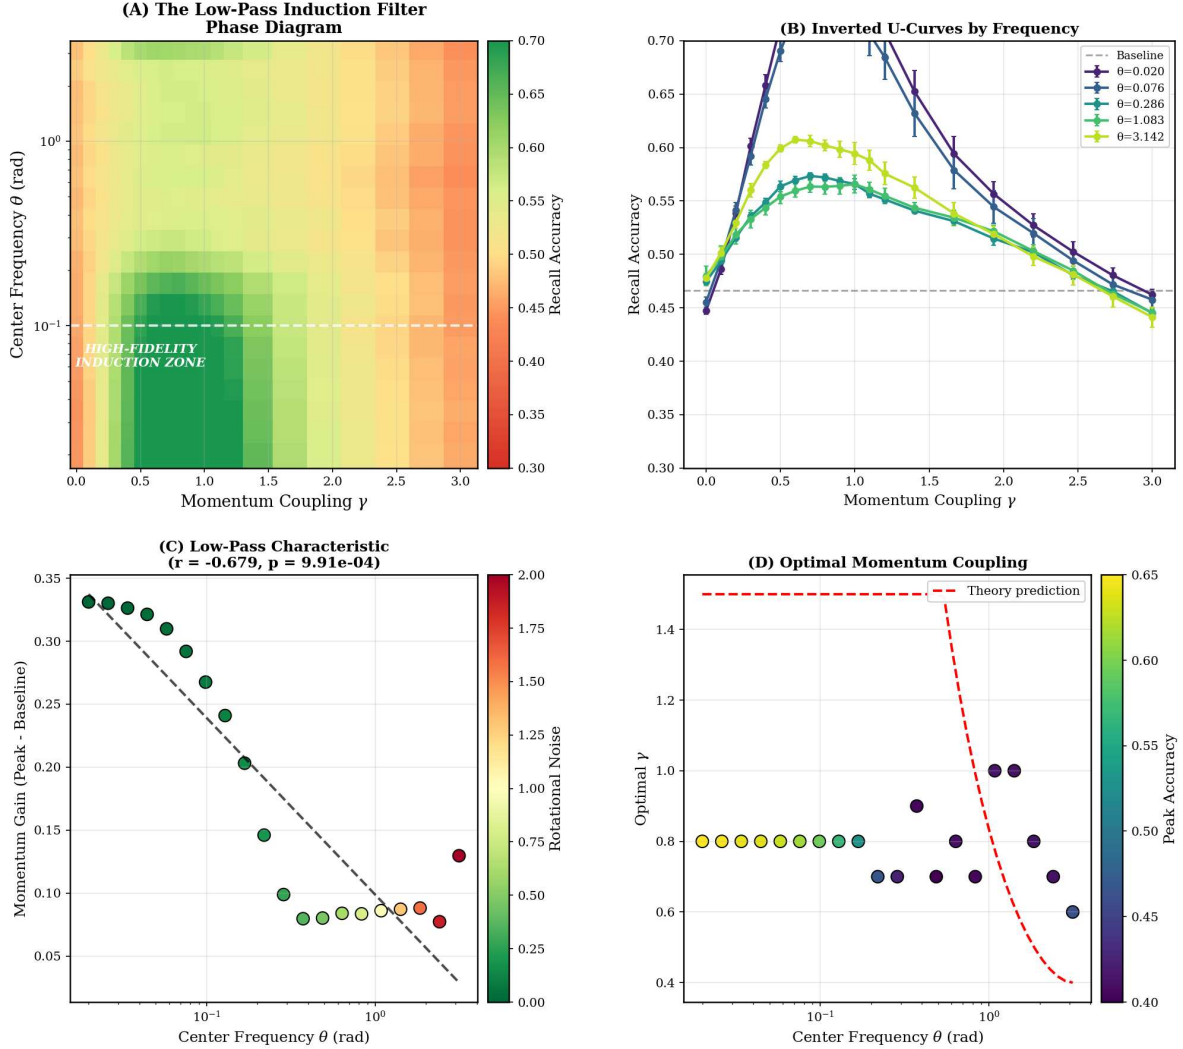 (A) The Low-Pass Induction Filter
Phase Diagram
Center Frequency θ (rad)
10⁰
10⁻¹
HIGH-FIDELITY
INDUCTION ZONE
0.0 0.5 1.0 1.5 2.0 2.5 3.0
Momentum Coupling γ
0.70
0.65
0.60
0.55
0.50
0.45
0.40
0.35
0.30
Recall Accuracy
(B) Inverted U-Curves by Frequency
Recall Accuracy
0.70
0.65
0.60
0.55
0.50
0.45
0.40
0.35
0.30
Baseline
θ=0.020
θ=0.076
θ=0.286
θ=1.083
θ=3.142
0.0 0.5 1.0 1.5 2.0 2.5 3.0
Momentum Coupling γ
(C) Low-Pass Characteristic
(r = -0.679, p = 9.91e-04)
Momentum Gain (Peak - Baseline)
0.35
0.30
0.25
0.20
0.15
0.10
0.05
10⁻¹ 10⁰
Center Frequency θ (rad)
2.00
1.75
1.50
1.25
1.00
0.75
0.50
0.25
0.00
Rotational Noise
(D) Optimal Momentum Coupling
Optimal γ
1.4
1.2
1.0
0.8
0.6
0.4
Theory prediction
10⁻¹ 10⁰
Center Frequency θ (rad)
0.65
0.60
0.55
0.50
0.45
0.40
Peak Accuracy